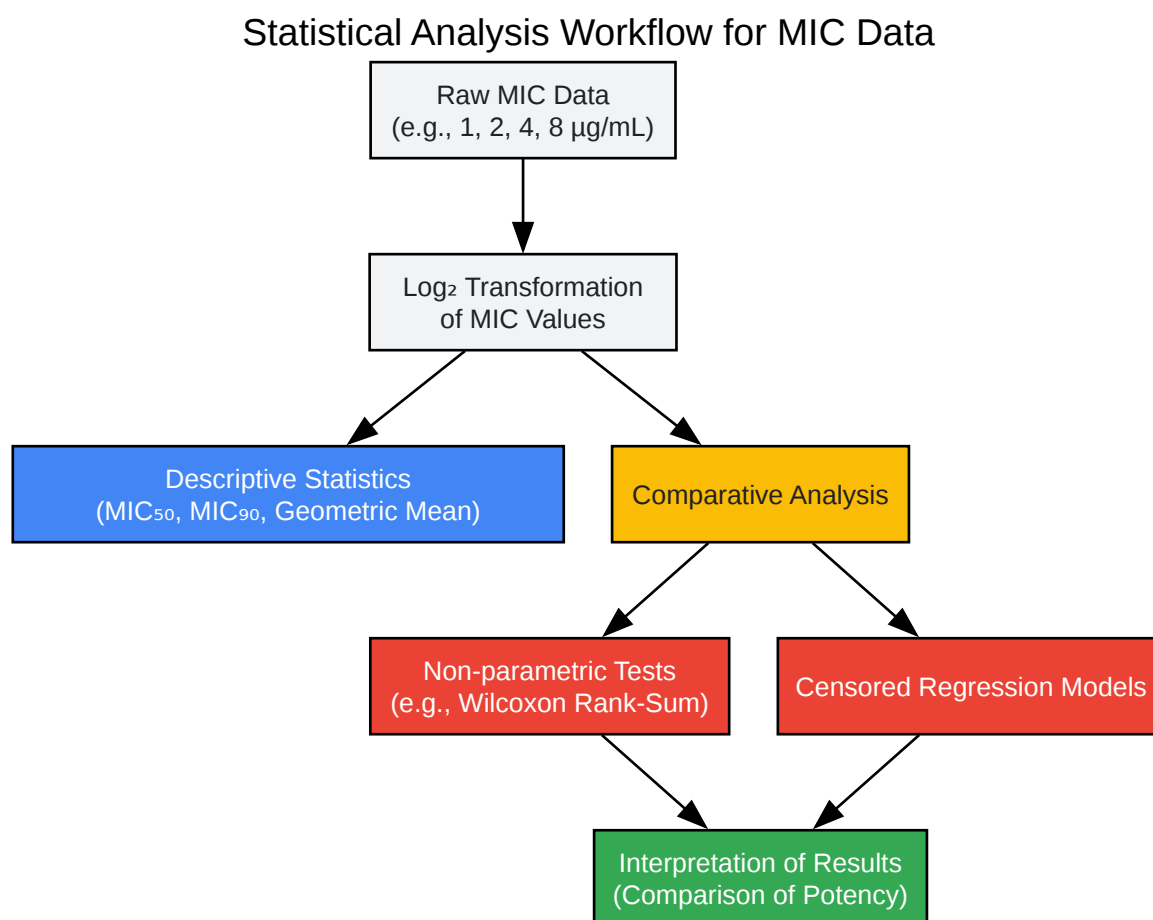 Statistical Analysis Workflow for MIC Data
Raw MIC Data
(e.g., 1, 2, 4, 8 µg/mL)
Log₂ Transformation
of MIC Values
Descriptive Statistics
(MIC₅₀, MIC₉₀, Geometric Mean)
Comparative Analysis
Non-parametric Tests
(e.g., Wilcoxon Rank-Sum)
Censored Regression Models
Interpretation of Results
(Comparison of Potency)